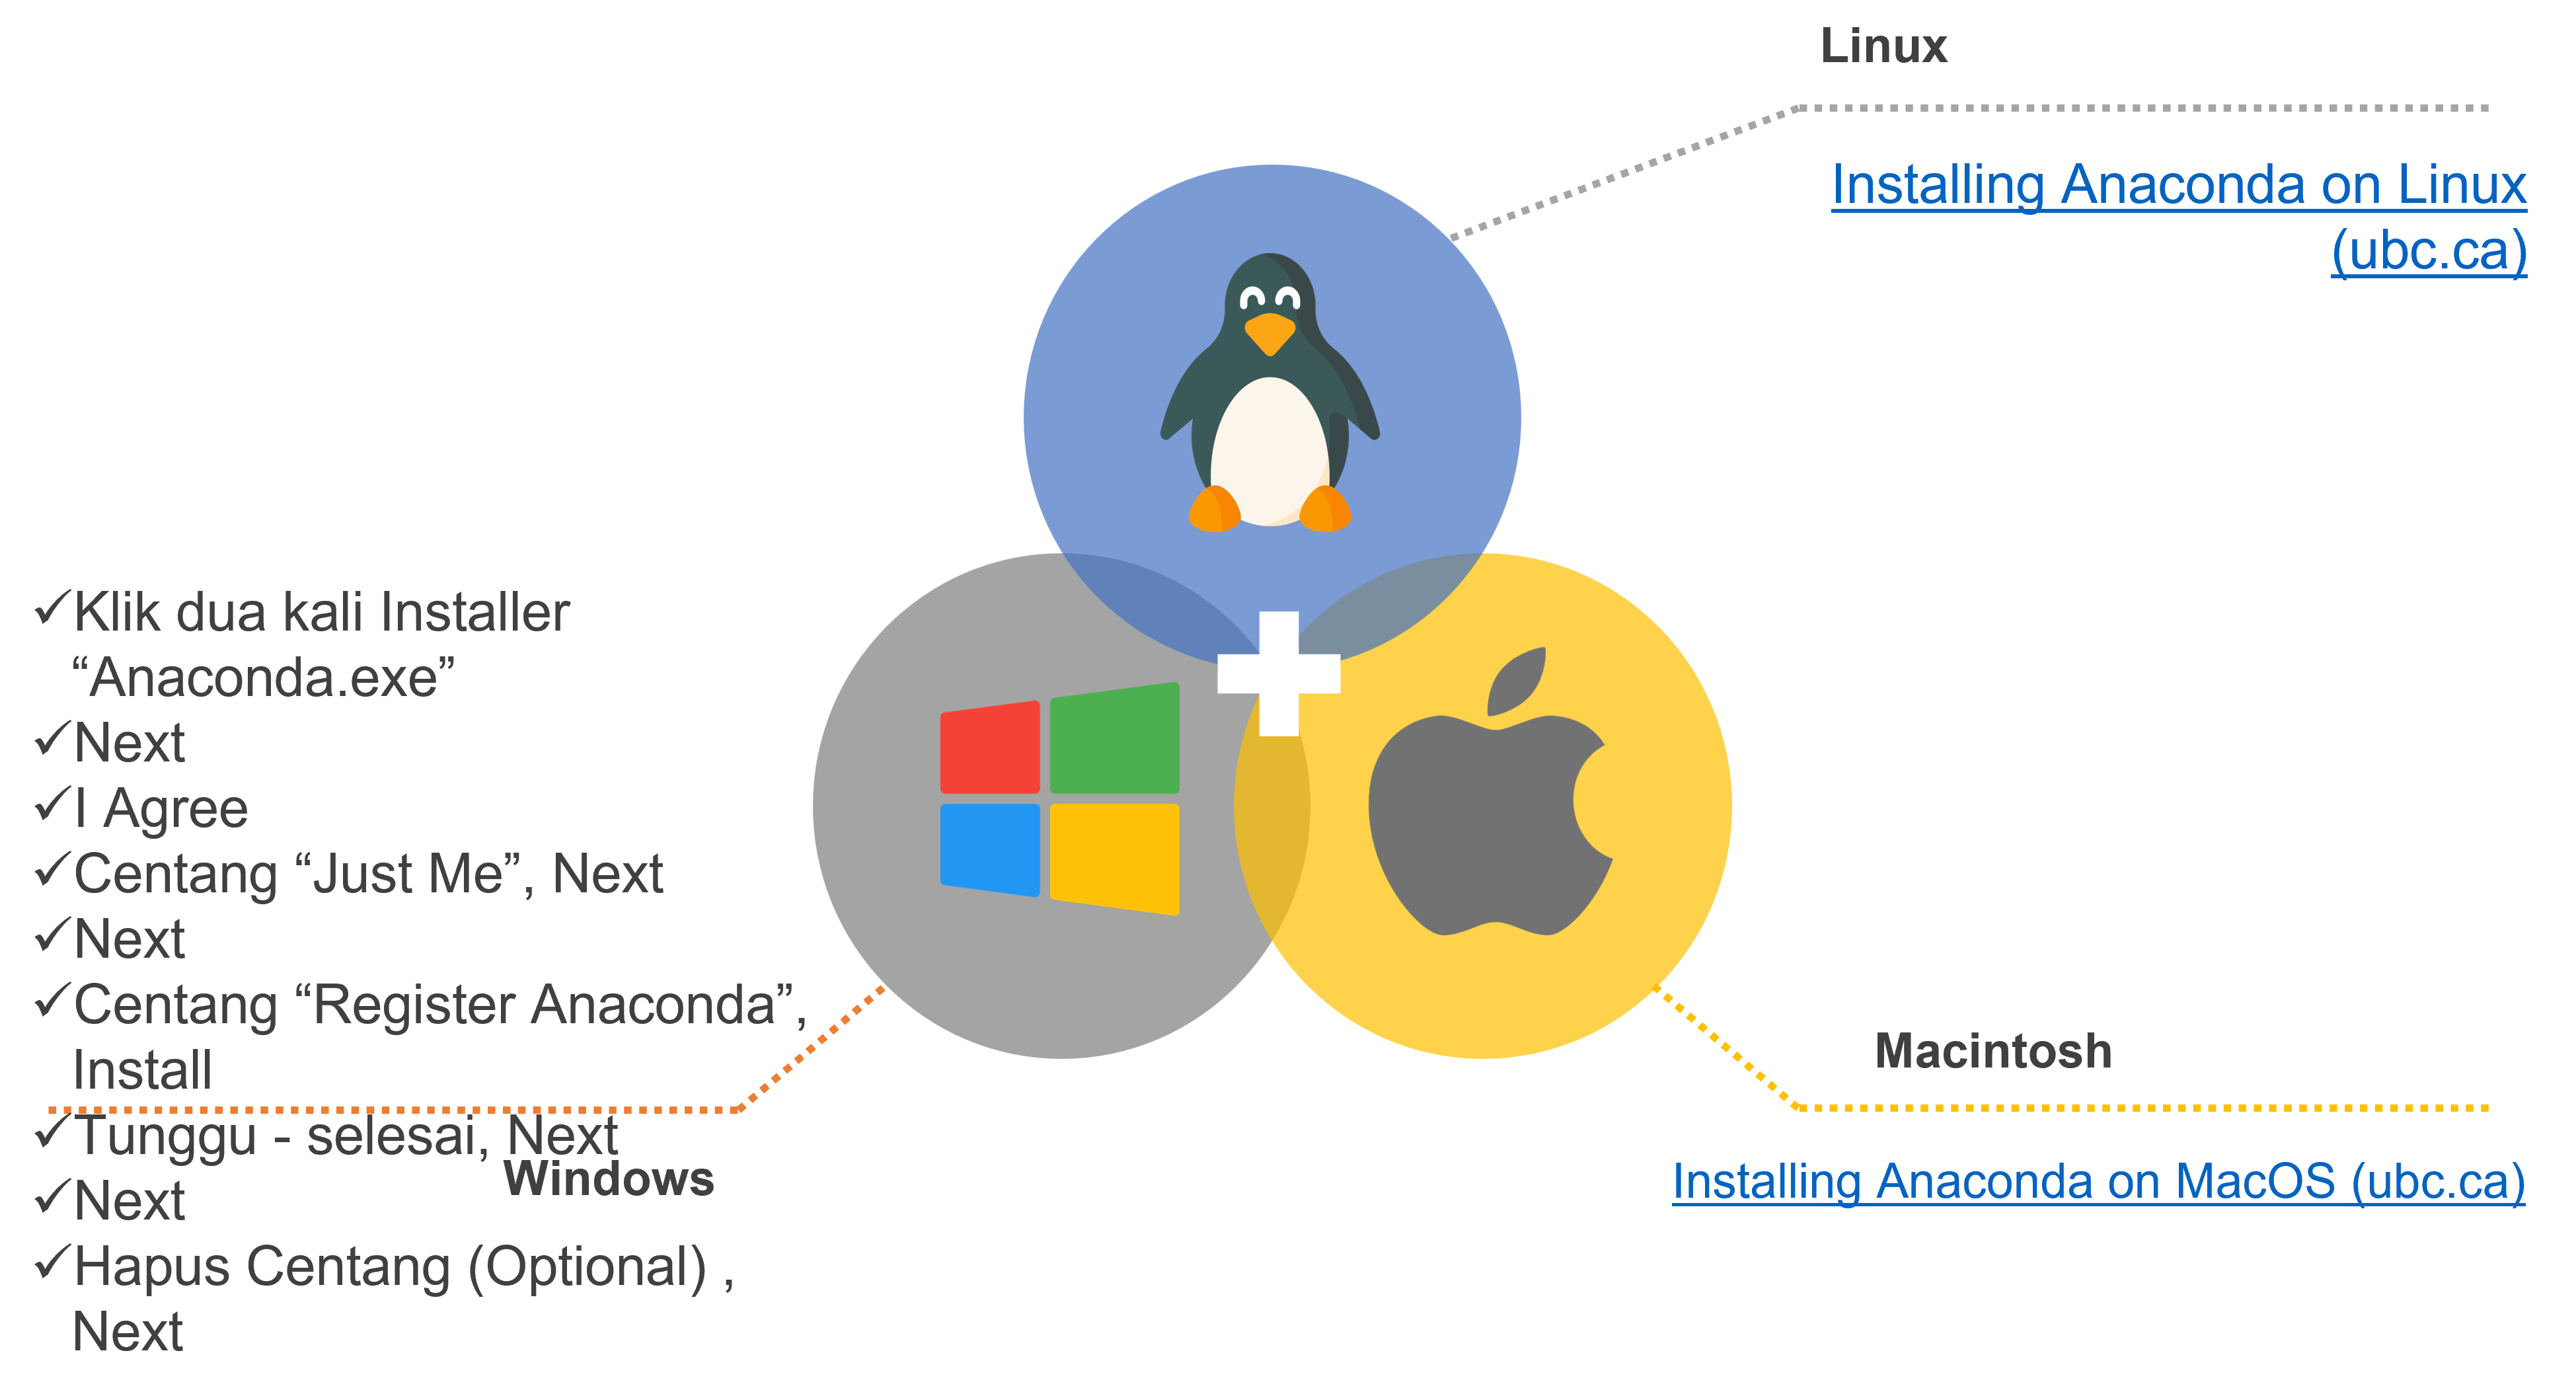 Linux
Installing Anaconda on Linux
(ubc.ca)
✓Klik dua kali Installer
“Anaconda.exe”
✓Next
✓I Agree
✓Centang “Just Me”, Next
✓Next
✓Centang “Register Anaconda”,
Install
✓Tunggu - selesai, Next
✓Next
✓Hapus Centang (Optional) ,
Next
Windows
Macintosh
Installing Anaconda on MacOS (ubc.ca)